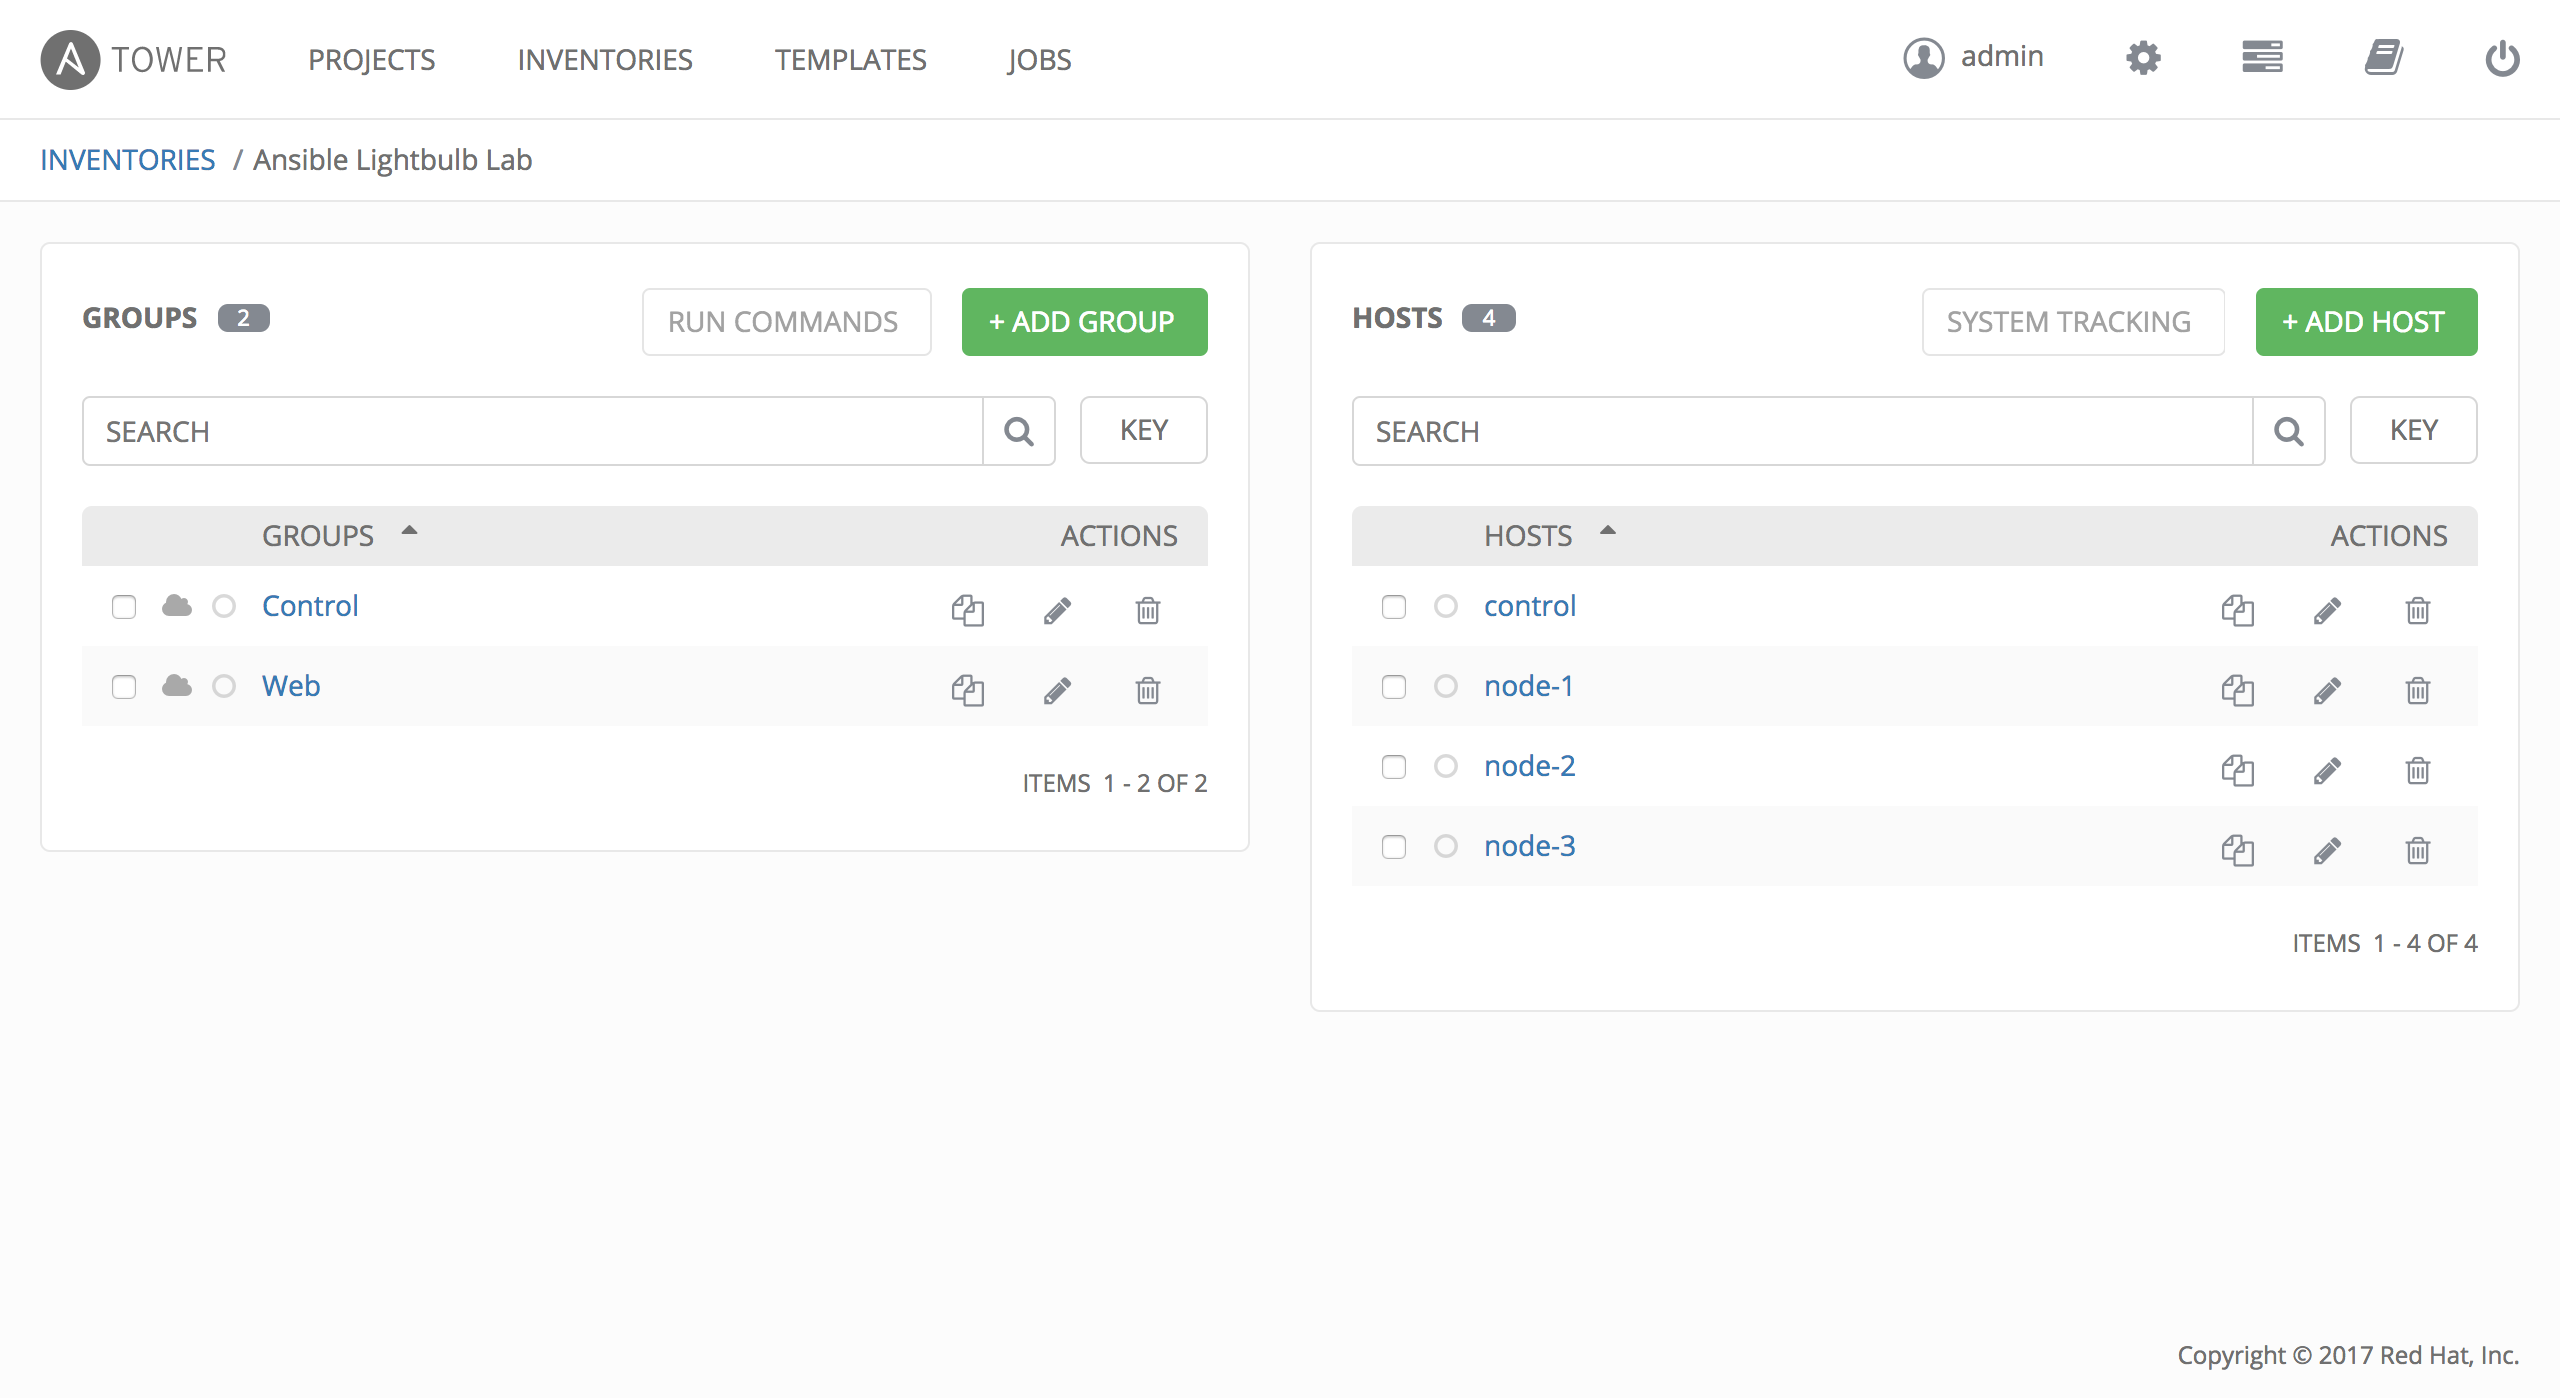 TOWER PROJECTS INVENTORIES TEMPLATES JOBS admin
INVENTORIES / Ansible Lightbulb Lab
GROUPS 2 RUN COMMANDS + ADD GROUP
SEARCH KEY
GROUPS ACTIONS
Control
Web
ITEMS 1 - 2 OF 2
HOSTS 4 SYSTEM TRACKING + ADD HOST
SEARCH KEY
HOSTS ACTIONS
control
node-1
node-2
node-3
ITEMS 1 - 4 OF 4
Copyright © 2017 Red Hat, Inc.